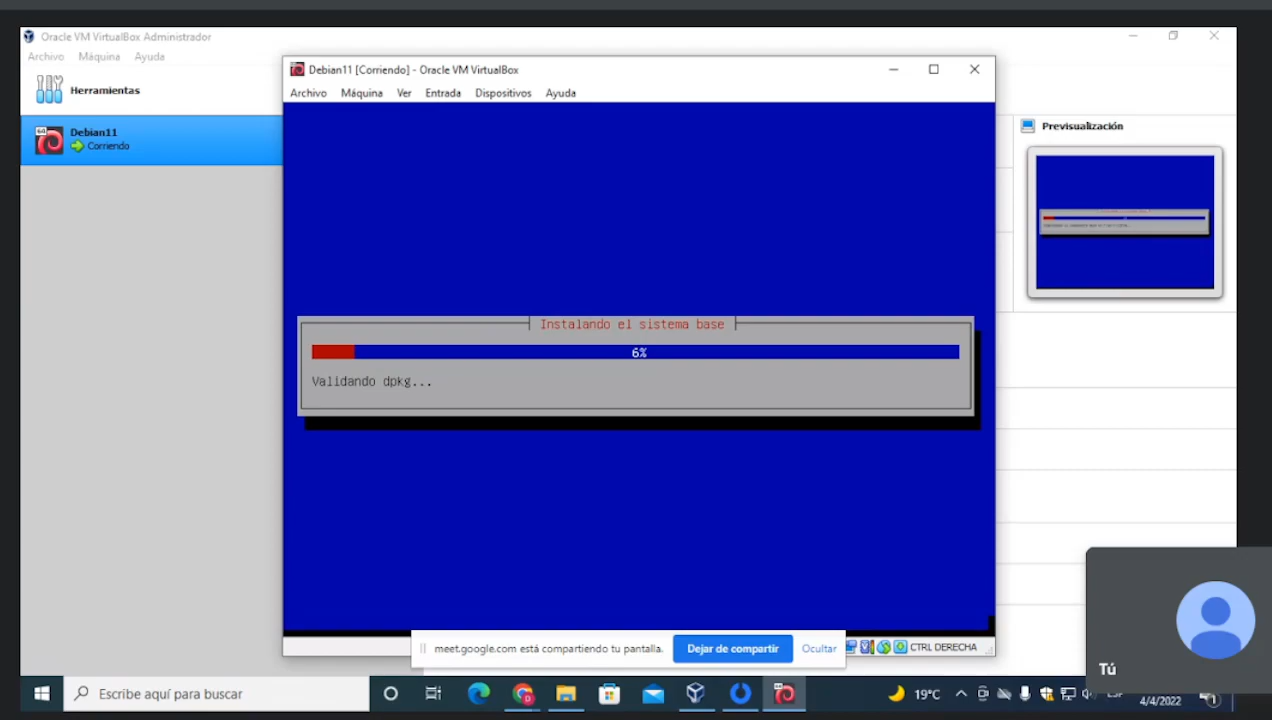 Oracle VM VirtualBox Administrador
Archivo Máquina Ayuda
Herramientas
64 Debian11
Corriendo
Debian11 [Corriendo] - Oracle VM VirtualBox
Archivo Máquina Ver Entrada Dispositivos Ayuda
Previsualización
Instalando el sistema base
6%
Validando dpkg...
meet.google.com está compartiendo tu pantalla. Dejar de compartir Ocultar
CTRL DERECHA
Tú
Escribe aquí para buscar
19°C
4/4/2022
1